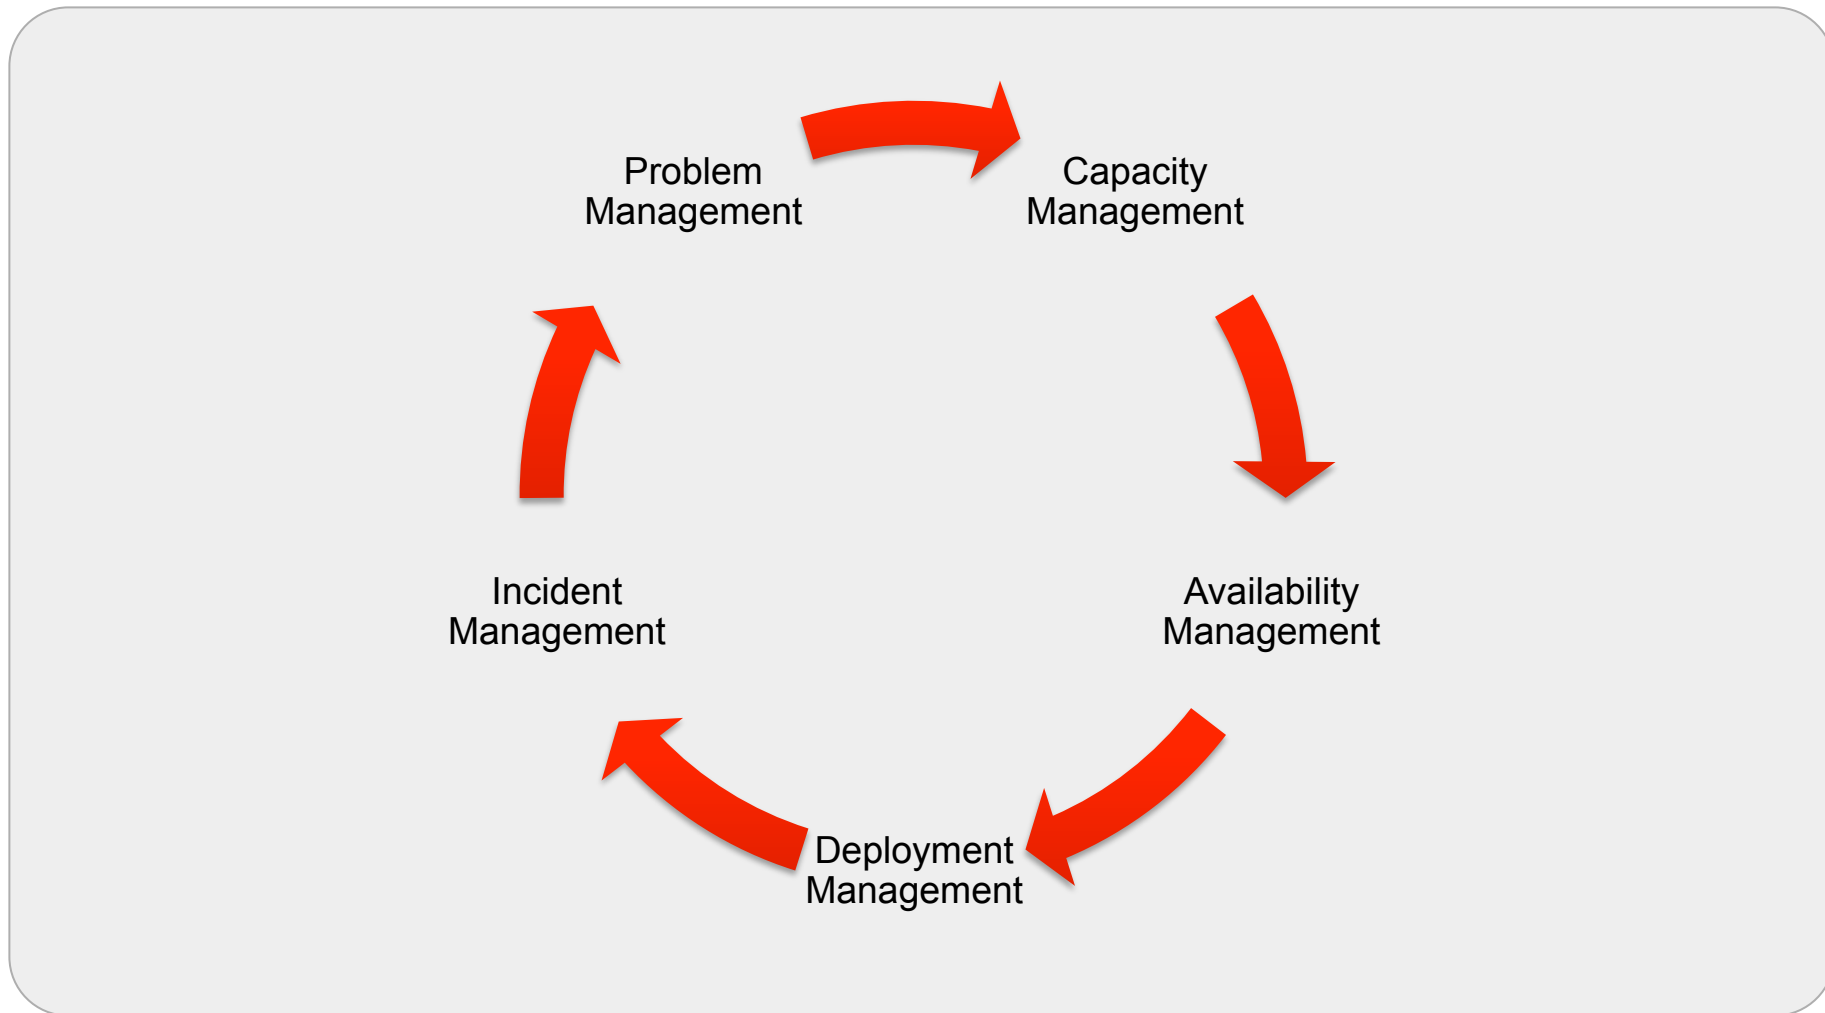 Problem
Management
Capacity
Management
Incident
Management
Availability
Management
Deployment
Management